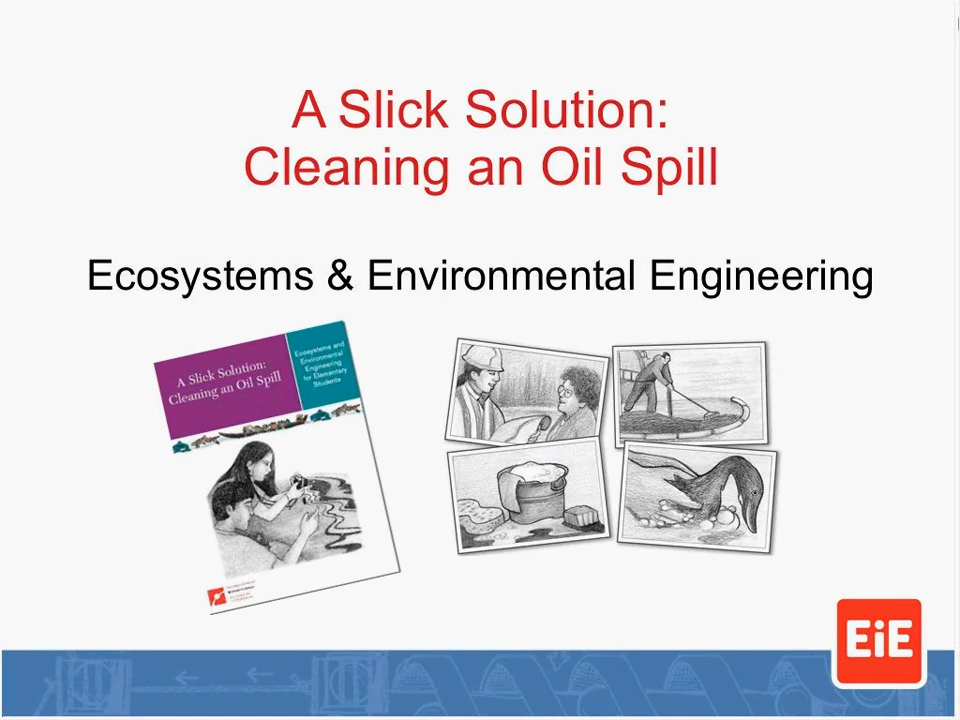 A Slick Solution:
Cleaning an Oil Spill
Ecosystems & Environmental Engineering
A Slick Solution:
Cleaning an Oil Spill
Ecosystems and
Environmental
Engineering
for Elementary
Students
EiE